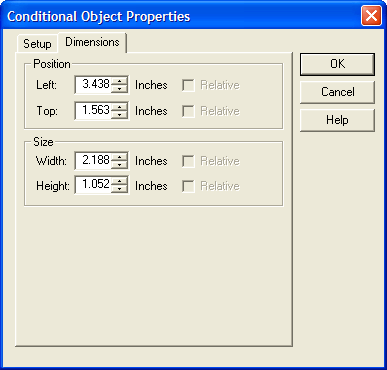 Conditional Object Properties
Setup Dimensions
Position
Left: 3.438 Inches Relative
Top: 1.563 Inches Relative
Size
Width: 2.188 Inches Relative
Height: 1.052 Inches Relative
OK
Cancel
Help